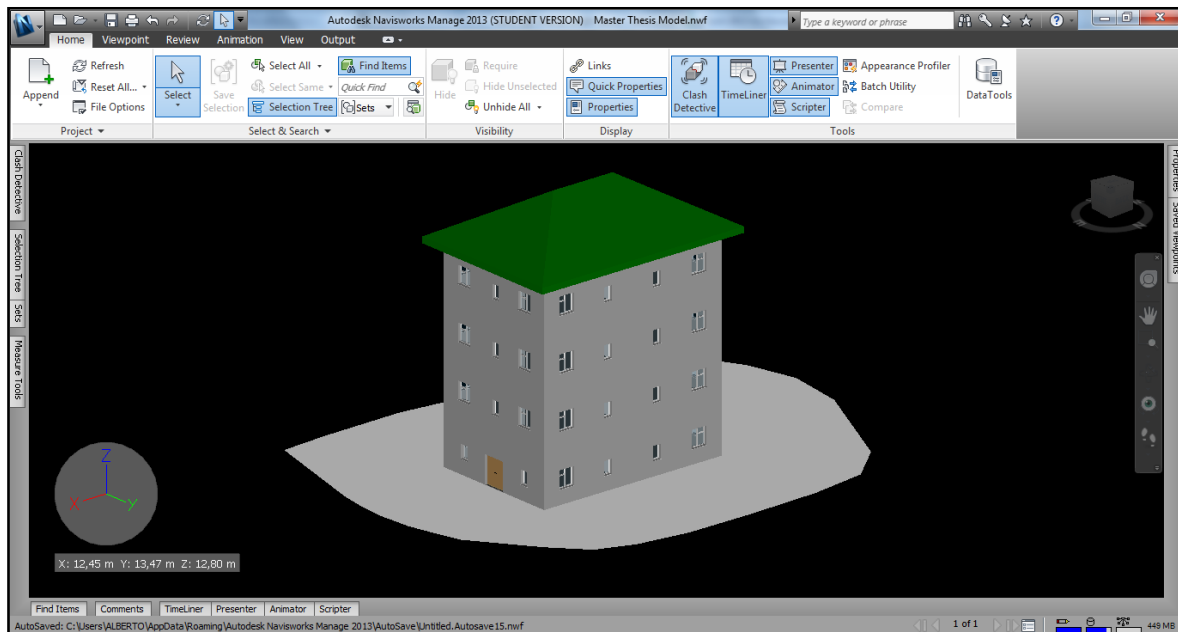 Autodesk Navisworks Manage 2013 (STUDENT VERSION) Master Thesis Model.nwf
Type a keyword or phrase
Home Viewpoint Review Animation View Output
Append
Refresh
Reset All...
File Options
Project
Select
Save Selection
Select All
Select Same
Selection Tree
Find Items
Quick Find
Sets
Select & Search
Hide
Require
Hide Unselected
Unhide All
Visibility
Links
Quick Properties
Properties
Display
Clash Detective
TimeLiner
Presenter
Animator
Scripter
Appearance Profiler
Batch Utility
Compare
Tools
DataTools
Clash Detective
Selection Tree
Sets
Measure Tools
Properties
Saved Viewpoints
Z
X
Y
X: 12,45 m Y: 13,47 m Z: 12,80 m
Find Items Comments TimeLiner Presenter Animator Scripter
AutoSaved: C:\Users\ALBERTO\AppData\Roaming\Autodesk Navisworks Manage 2013\AutoSave\Untitled.Autosave15.nwf
1 of 1
449 MB